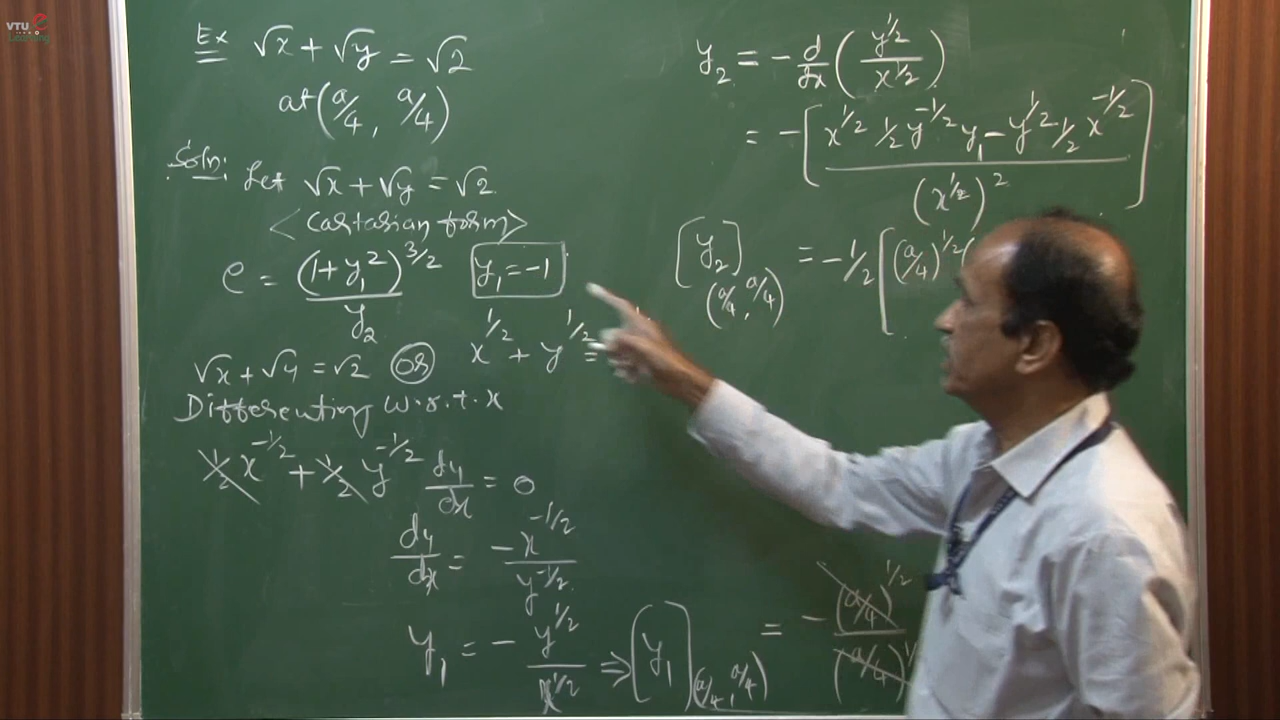 VTU e
Learning
Ex √x + √y = √2
at (a/4, a/4)
Soln: Let √x + √y = √2
< Cartasian form >
ρ = (1 + y₁²)^3/2 / y₂
y₁ = -1
√x + √y = √2 OR x^1/2 + y^1/2 =
Differenting w.r.t. x
1/2 x^-1/2 + 1/2 y^-1/2 dy/dx = 0
dy/dx = -x^-1/2 / y^-1/2
y₁ = - y^1/2 / x^1/2 ⇒ [y₁](a/4, a/4) = - (a/4)^1/2 / (a/4)
y₂ = - d/dx (y^1/2 / x^1/2)
= - [x^1/2 1/2 y^-1/2 y₁ - y^1/2 1/2 x^-1/2 / (x^1/2)²]
[y₂](a/4, a/4) = -1/2 [(a/4)^1/2 (